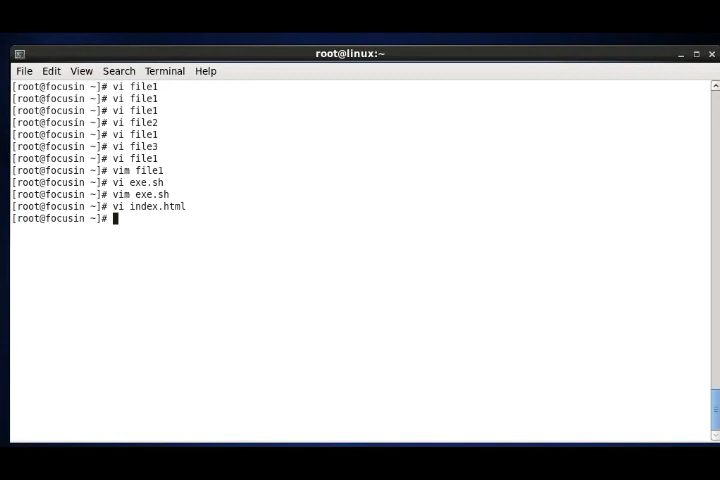 root@linux:~
File Edit View Search Terminal Help
[root@focusin ~]# vi file1
[root@focusin ~]# vi file1
[root@focusin ~]# vi file1
[root@focusin ~]# vi file2
[root@focusin ~]# vi file1
[root@focusin ~]# vi file3
[root@focusin ~]# vi file1
[root@focusin ~]# vim file1
[root@focusin ~]# vi exe.sh
[root@focusin ~]# vim exe.sh
[root@focusin ~]# vi index.html
[root@focusin ~]#